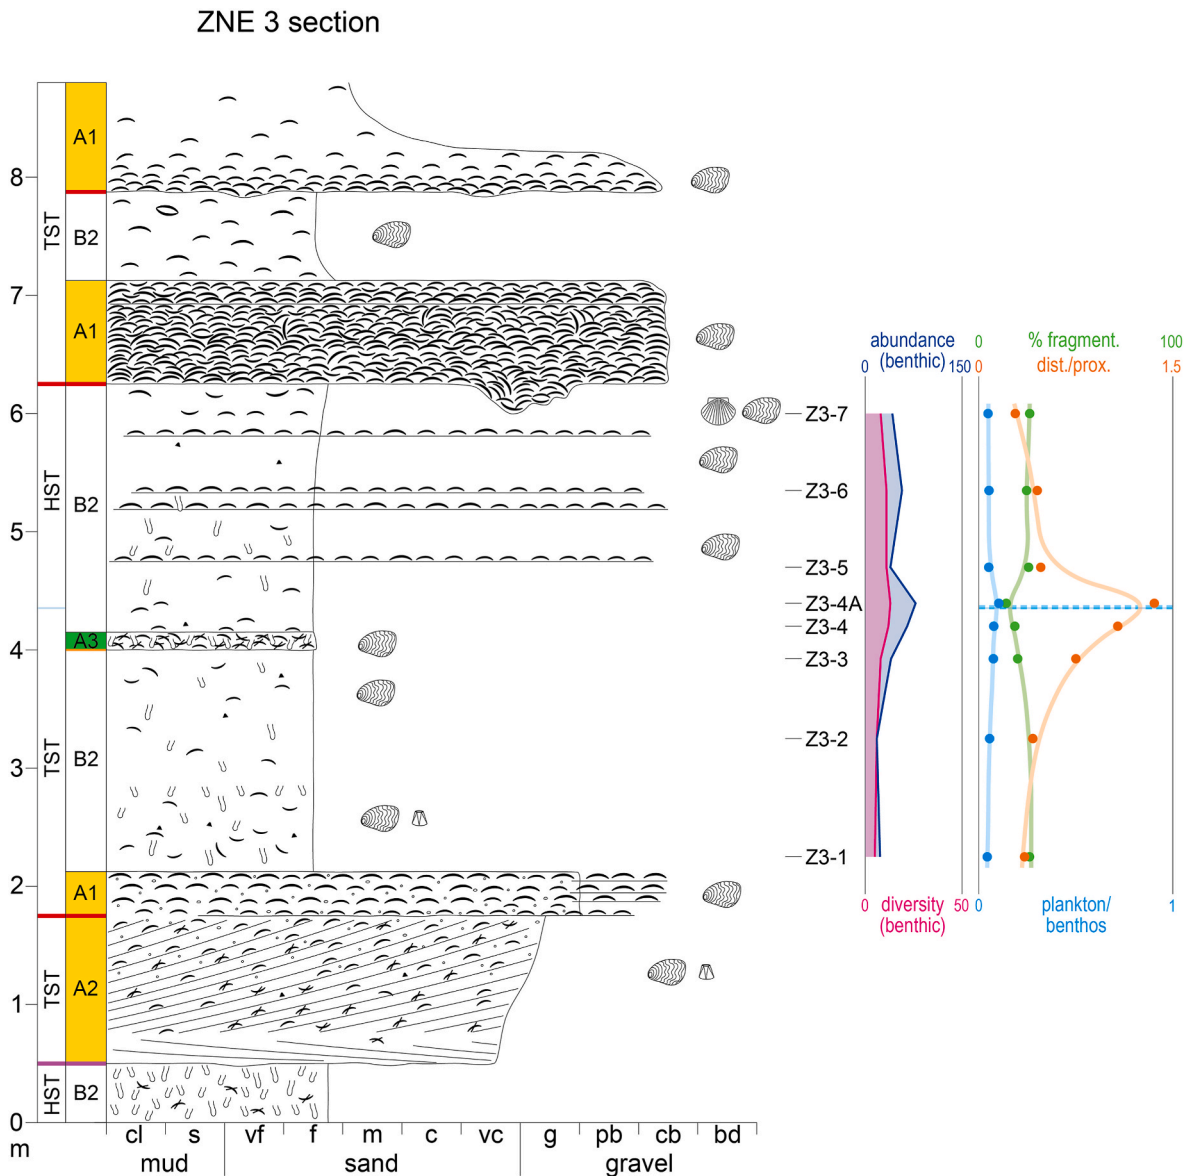 ZNE 3 section
A1
8
TST
B2
7
A1
6
HST
B2
5
A3
4
TST
B2
3
2
A1
TST
A2
1
HST
B2
0
m
cl s vf f m c vc g pb cb bd
mud sand gravel
abundance
(benthic)
0 150
0 % fragment. 100
0 dist./prox. 1.5
Z3-7
Z3-6
Z3-5
Z3-4A
Z3-4
Z3-3
Z3-2
Z3-1
0 diversity 50
(benthic)
0 plankton/ 1
benthos